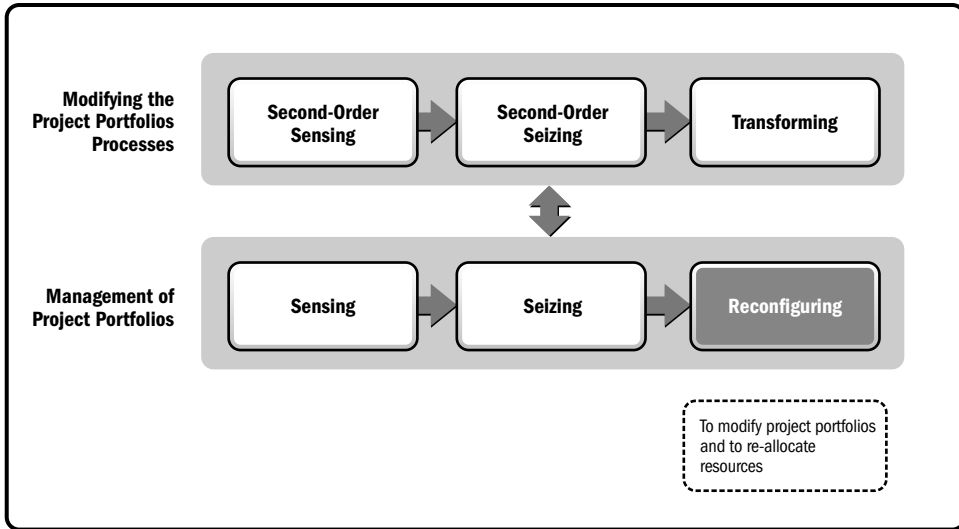 Modifying the
Project Portfolios
Processes
Second-Order
Sensing
Second-Order
Seizing
Transforming
Management of
Project Portfolios
Sensing
Seizing
Reconfiguring
To modify project portfolios
and to re-allocate
resources